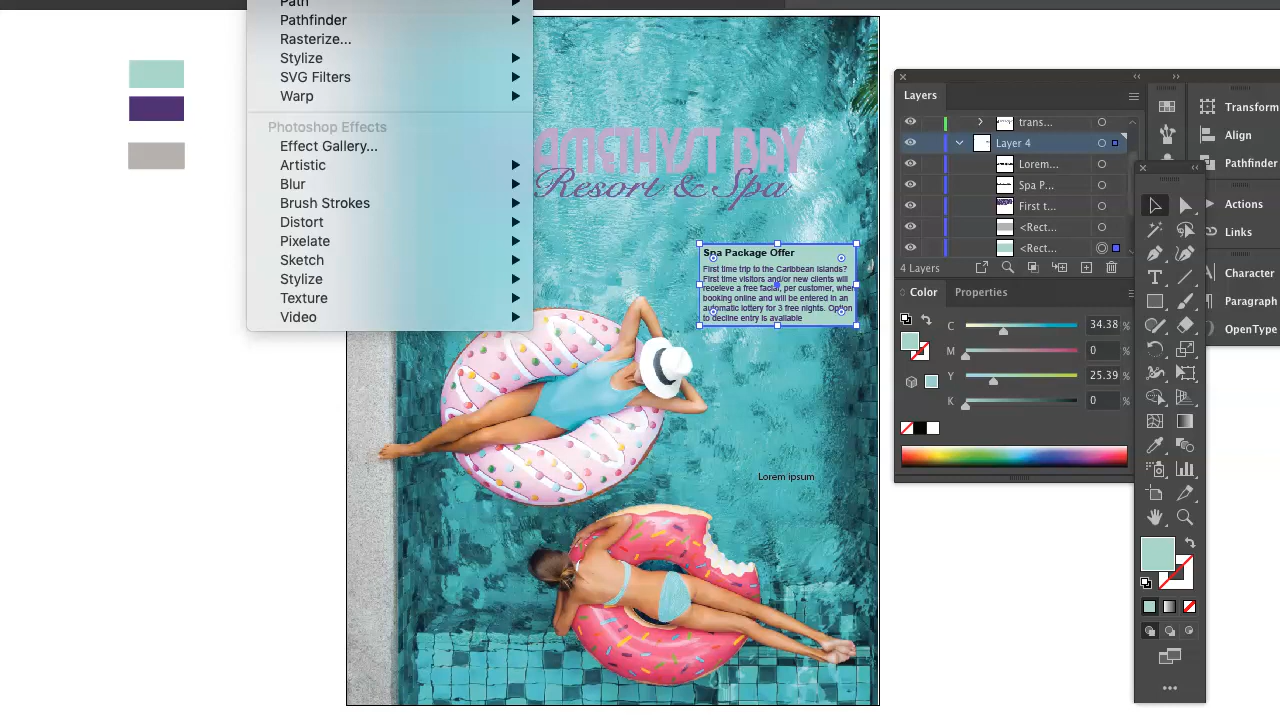 Path
Pathfinder
Rasterize...
Stylize
SVG Filters
Warp
Photoshop Effects
Effect Gallery...
Artistic
Blur
Brush Strokes
Distort
Pixelate
Sketch
Stylize
Texture
Video
AMETHYST BAY
Resort & Spa
Spa Package Offer
First time trip to the Caribbean Islands?
First time visitors and/or new clients will
receleve a free facial, per customer, when
booking online and will be entered in an
automatic lottery for 3 free nights. Option
to decline entry is available
Lorem ipsum
Layers
trans...
Layer 4
Lorem...
Spa P...
First t...
<Rect...
<Rect...
4 Layers
Color
Properties
C 34.38 %
M 0 %
Y 25.39 %
K 0 %
Transform
Align
Pathfinder
Actions
Links
Character
Paragraph
OpenType